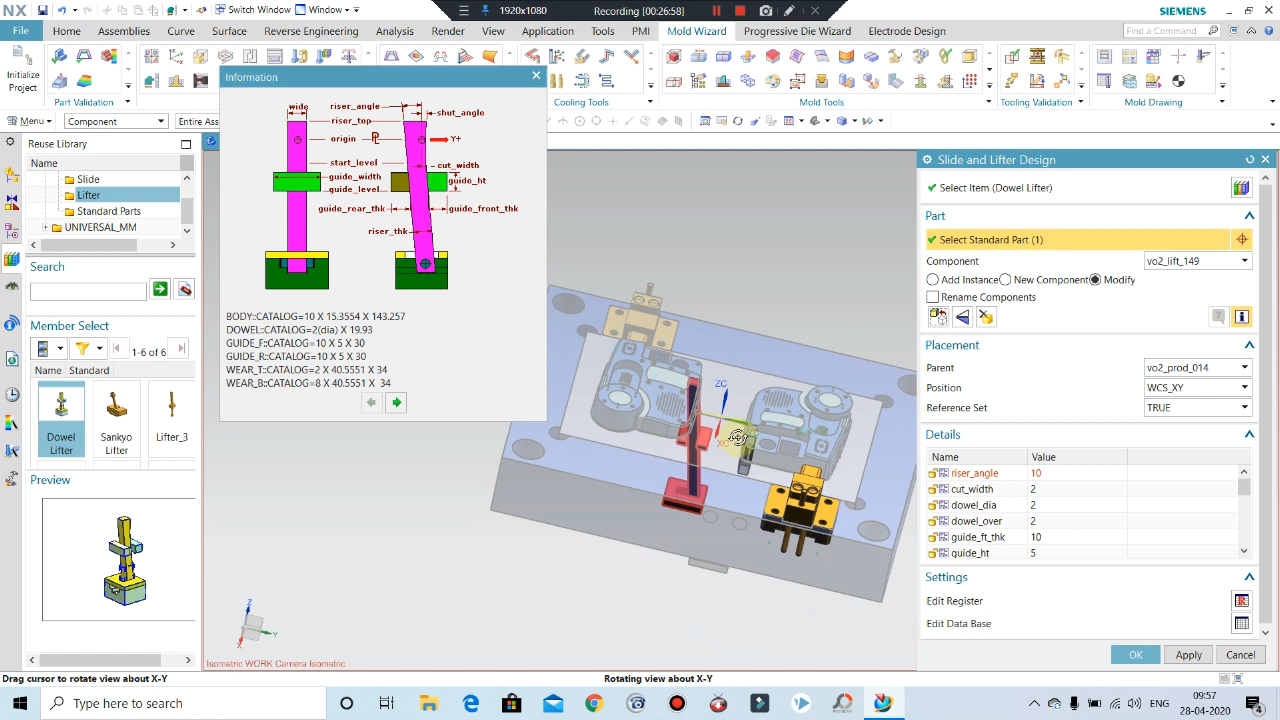 NX
Switch Window
Window
1920x1080
Recording [00:26:58]
SIEMENS
File
Home
Assemblies
Curve
Surface
Reverse Engineering
Analysis
Render
View
Application
Tools
PMI
Mold Wizard
Progressive Die Wizard
Electrode Design
Find a Command
Initialize
Project
Part Validation
Cooling Tools
Mold Tools
Tooling Validation
Mold Drawing
Menu
Component
Entire Ass
Information
wide
riser_angle
shut_angle
riser_top
origin
Y+
start_level
cut_width
guide_width
guide_ht
guide_level
guide_rear_thk
guide_front_thk
riser_thk
BODY::CATALOG=10 X 15.3554 X 143.257
DOWEL::CATALOG=2(dia) X 19.93
GUIDE_F::CATALOG=10 X 5 X 30
GUIDE_R::CATALOG=10 X 5 X 30
WEAR_T::CATALOG=2 X 40.5551 X 34
WEAR_B::CATALOG=8 X 40.5551 X 34
Reuse Library
Name
Slide
Lifter
Standard Parts
UNIVERSAL_MM
Search
Member Select
1-6 of 6
Name
Standard
Dowel
Lifter
Sankyo
Lifter
Lifter_3
Preview
ZC
XC
Z
Y
X
Isometric WORK Camera Isometric
Slide and Lifter Design
Select Item (Dowel Lifter)
Part
Select Standard Part (1)
Component
vo2_lift_149
Add Instance
New Component
Modify
Rename Components
Placement
Parent
vo2_prod_014
Position
WCS_XY
Reference Set
TRUE
Details
Name
Value
riser_angle
10
cut_width
2
dowel_dia
2
dowel_over
2
guide_ft_thk
10
guide_ht
5
Settings
Edit Register
Edit Data Base
OK
Apply
Cancel
Drag cursor to rotate view about X-Y
Rotating view about X-Y
Type here to search
ENG
09:57
28-04-2020
4